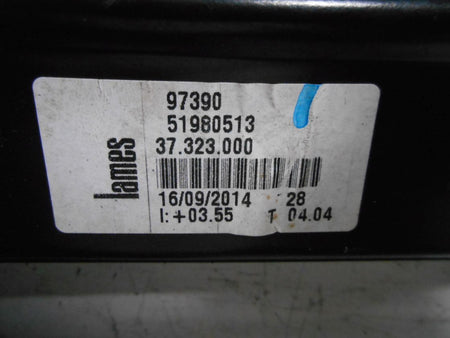 lames
97390
51980513
37.323.000
16/09/2014 28
I: +03.55 T 04.04